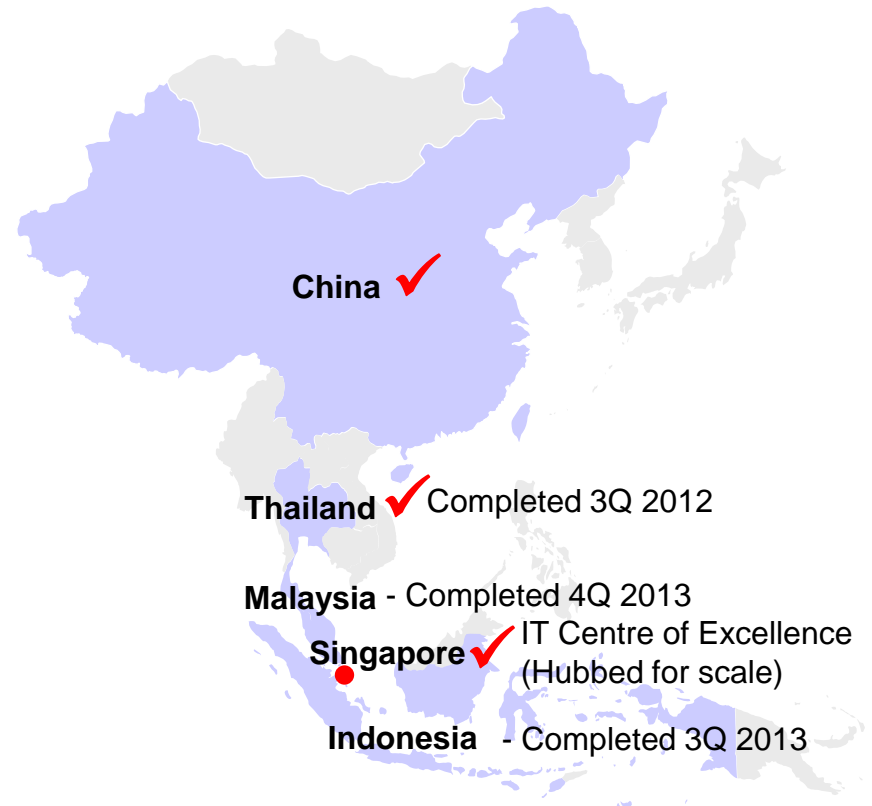 China
Thailand Completed 3Q 2012
Malaysia - Completed 4Q 2013
Singapore IT Centre of Excellence
(Hubbed for scale)
Indonesia - Completed 3Q 2013